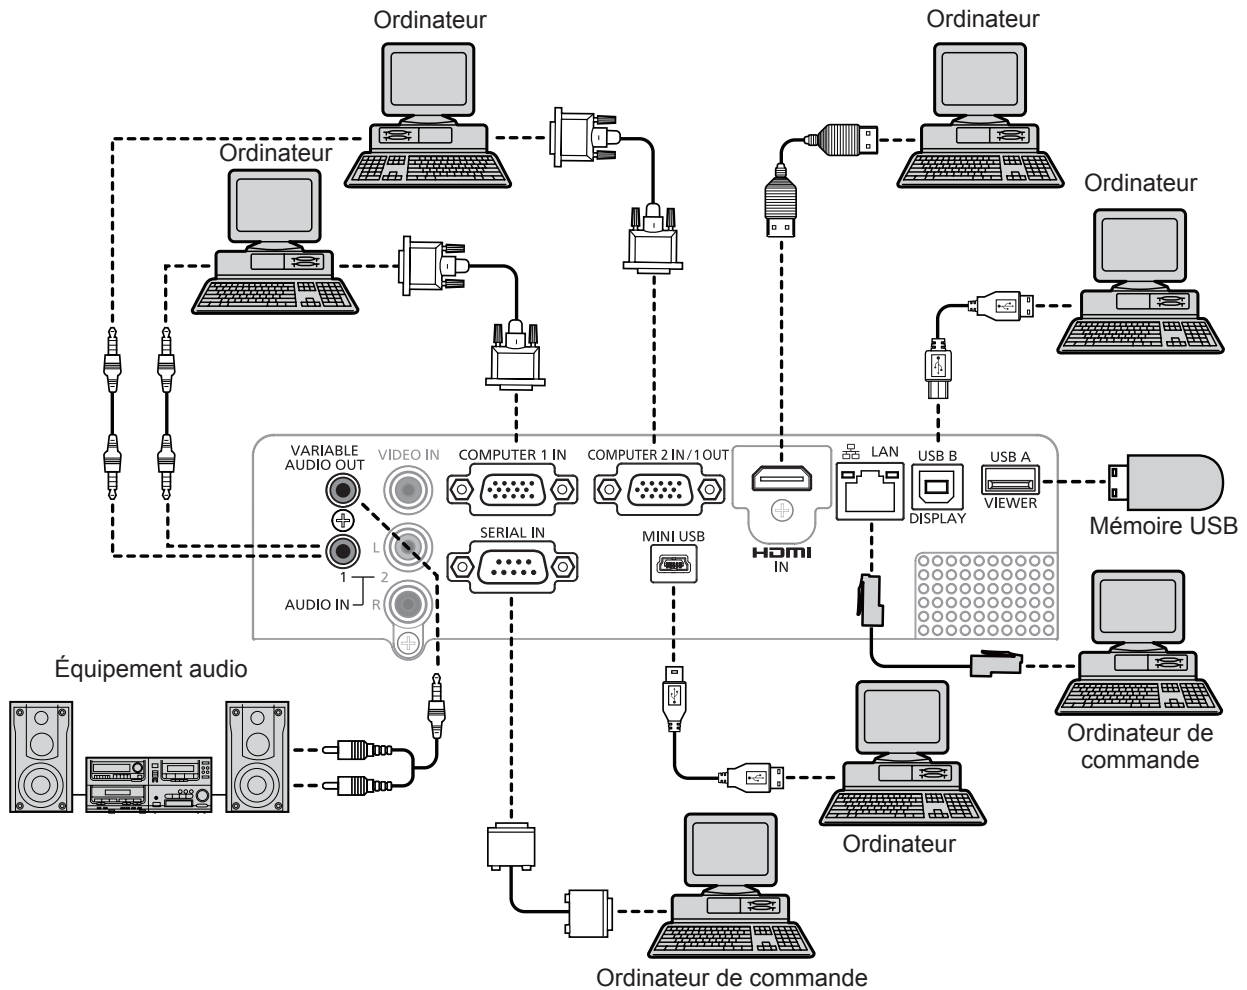 Ordinateur
Ordinateur
Ordinateur
Ordinateur
VARIABLE
AUDIO OUT
VIDEO IN
COMPUTER 1 IN
COMPUTER 2 IN / 1 OUT
LAN
USB B
USB A
DISPLAY
VIEWER
Mémoire USB
SERIAL IN
MINI USB
HDMI
IN
L
1
2
AUDIO IN
R
Équipement audio
Ordinateur de
commande
Ordinateur
Ordinateur de commande